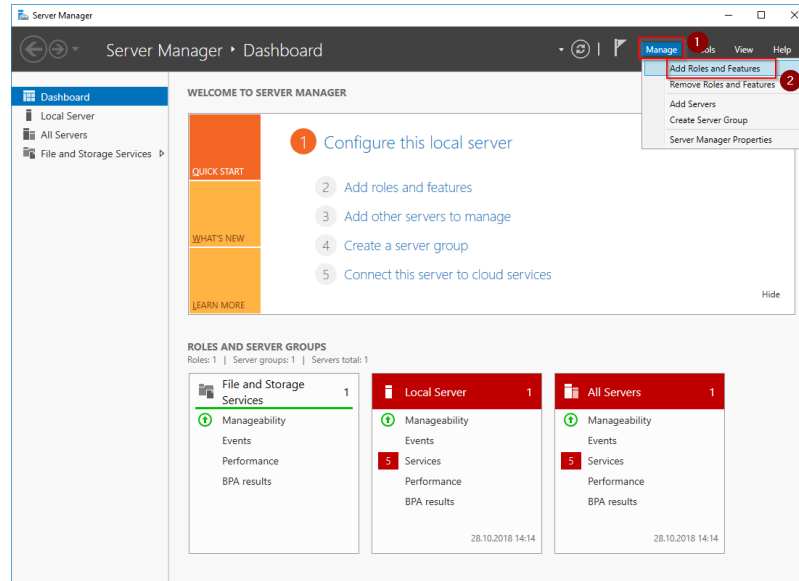 Server Manager
Server Manager • Dashboard
Manage
1
Tools
View
Help
Add Roles and Features
2
Remove Roles and Features
Add Servers
Create Server Group
Server Manager Properties
Dashboard
Local Server
All Servers
File and Storage Services
WELCOME TO SERVER MANAGER
QUICK START
WHAT'S NEW
LEARN MORE
1 Configure this local server
2 Add roles and features
3 Add other servers to manage
4 Create a server group
5 Connect this server to cloud services
Hide
ROLES AND SERVER GROUPS
Roles: 1 | Server groups: 1 | Servers total: 1
File and Storage
Services
1
Manageability
Events
Performance
BPA results
Local Server 1
Manageability
Events
5 Services
Performance
BPA results
28.10.2018 14:14
All Servers 1
Manageability
Events
5 Services
Performance
BPA results
28.10.2018 14:14